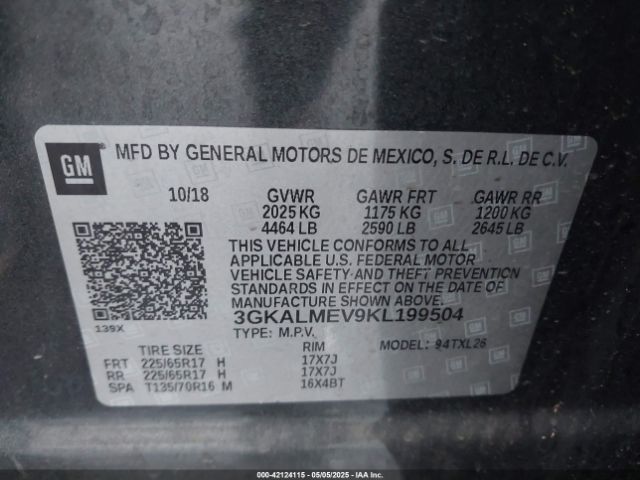 GM
MFD BY GENERAL MOTORS DE MEXICO, S. DE R.L. DE C.V.
10/18 GVWR GAWR FRT GAWR RR
2025 KG 1175 KG 1200 KG
4464 LB 2590 LB 2645 LB
THIS VEHICLE CONFORMS TO ALL
APPLICABLE U.S. FEDERAL MOTOR
VEHICLE SAFETY AND THEFT PREVENTION
STANDARDS IN EFFECT ON THE DATE OF
MANUFACTURE SHOWN ABOVE.
139X
3GKALMEV9KL199504
TYPE: M.P.V. MODEL: 94TXL26
TIRE SIZE RIM
FRT 225/65R17 H 17X7J
RR 225/65R17 H 17X7J
SPA T135/70R16 M 16X4BT
000-42124115 - 05/05/2025 - IAA, Inc.